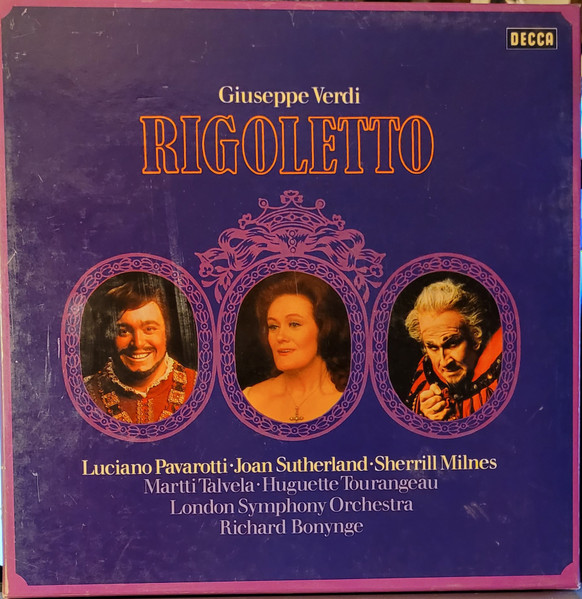 DECCA
Giuseppe Verdi
RIGOLETTO
Luciano Pavarotti·Joan Sutherland·Sherrill Milnes
Martti Talvela·Huguette Tourangeau
London Symphony Orchestra
Richard Bonynge